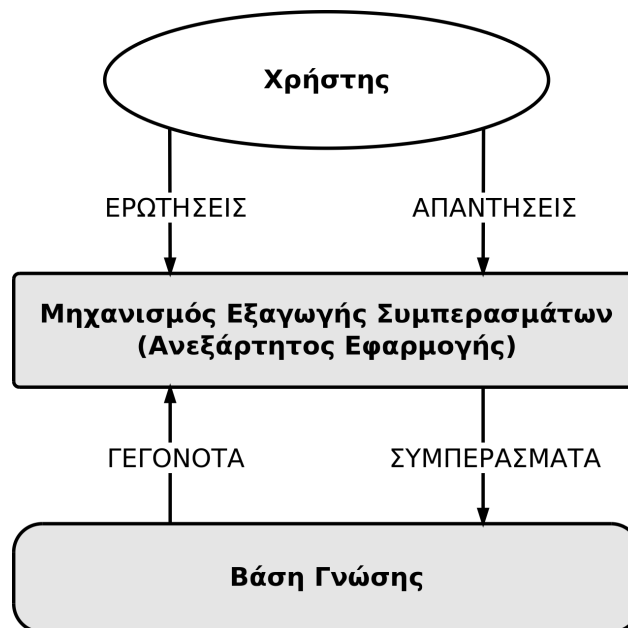 Χρήστης
ΕΡΩΤΗΣΕΙΣ
ΑΠΑΝΤΗΣΕΙΣ
Μηχανισμός Εξαγωγής Συμπερασμάτων
(Ανεξάρτητος Εφαρμογής)
ΓΕΓΟΝΟΤΑ
ΣΥΜΠΕΡΑΣΜΑΤΑ
Βάση Γνώσης